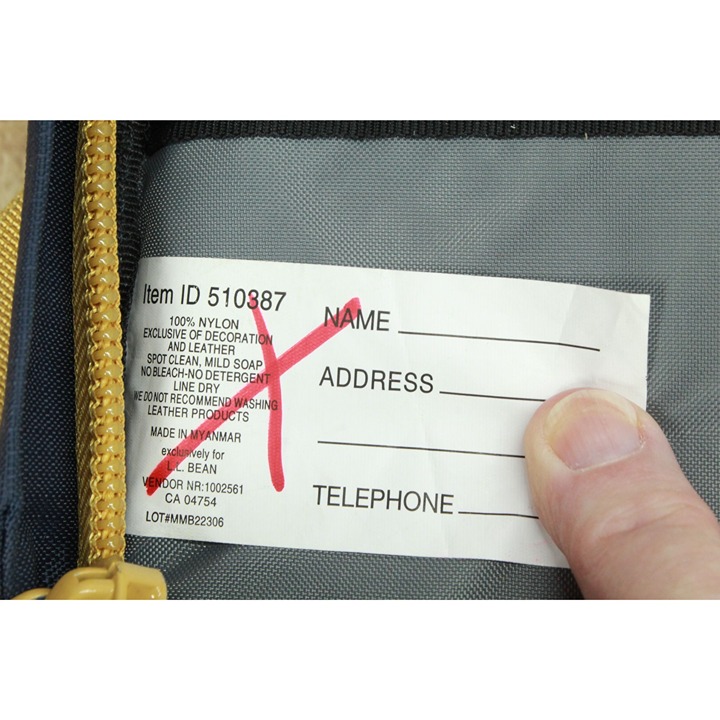 Item ID 510387
100% NYLON
EXCLUSIVE OF DECORATION
AND LEATHER
SPOT CLEAN, MILD SOAP
NO BLEACH-NO DETERGENT
LINE DRY
WE DO NOT RECOMMEND WASHING
LEATHER PRODUCTS
MADE IN MYANMAR
exclusively for
L.L. BEAN
VENDOR NR:1002561
CA 04754
LOT#MMB22306
NAME
ADDRESS
TELEPHONE